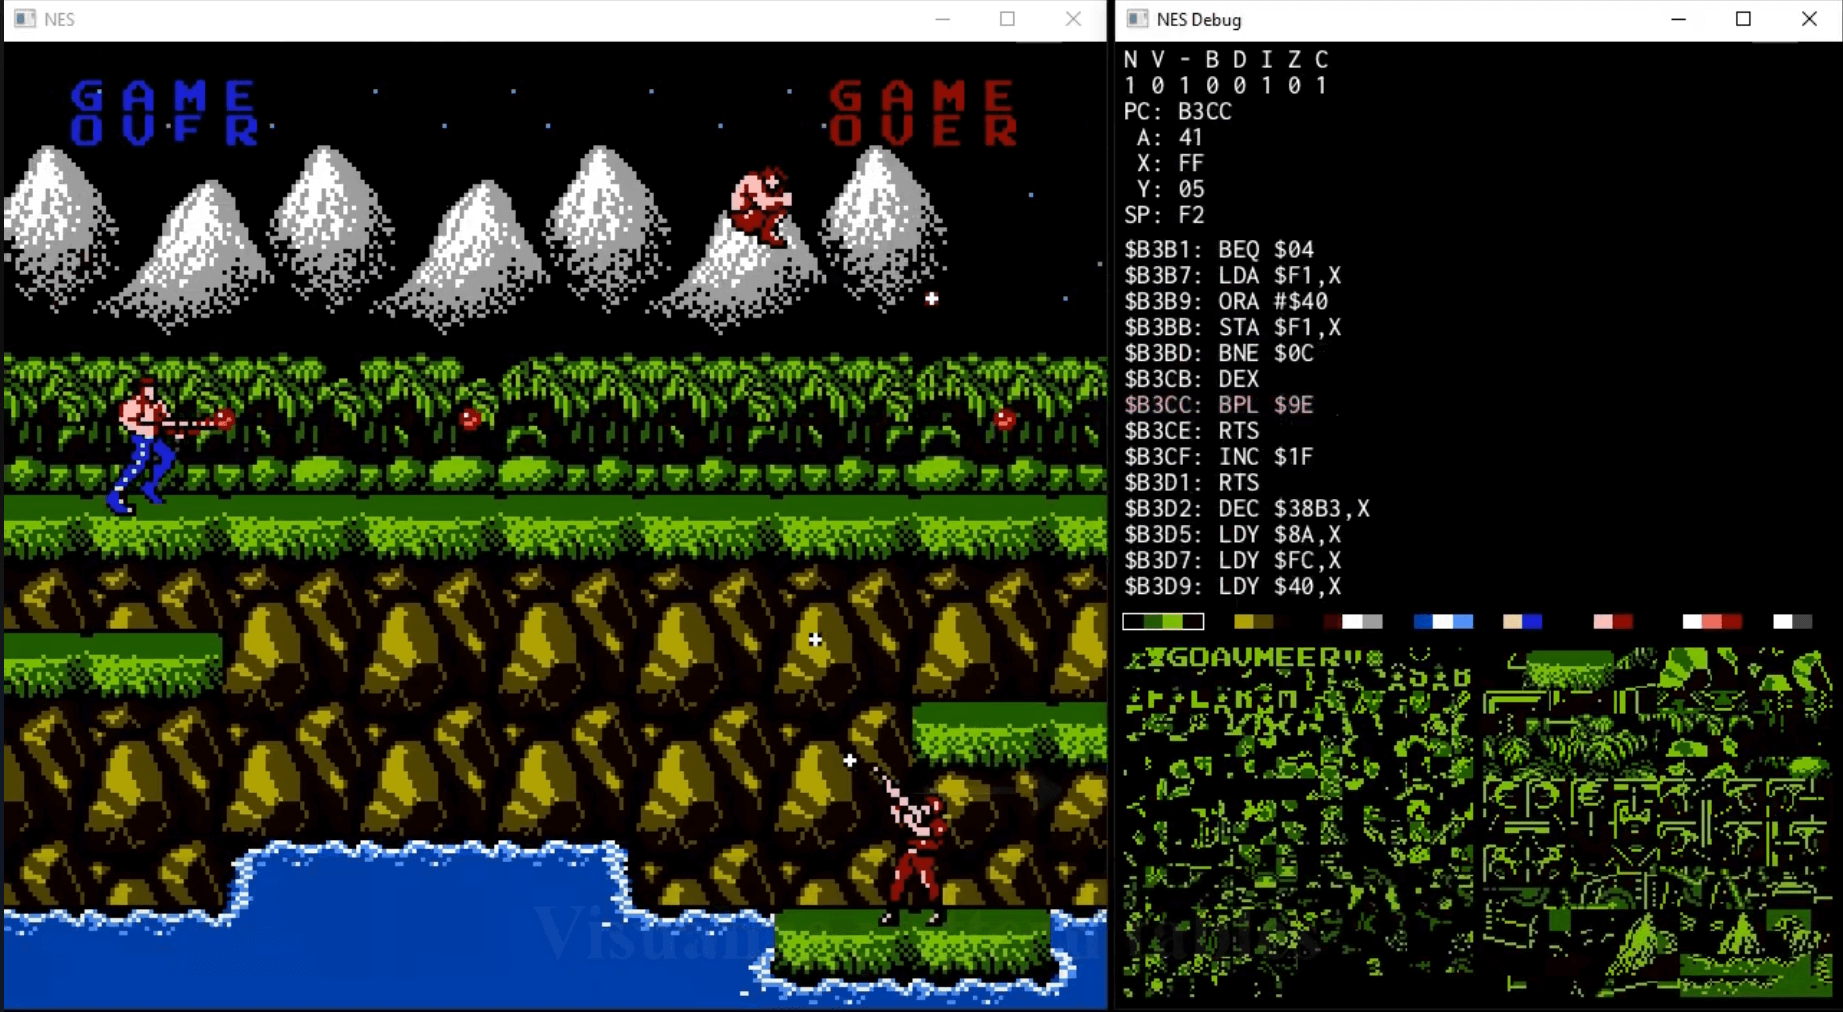 NES
GAME
OVFR
GAME
OVER
NES Debug
N V - B D I Z C
1 0 1 0 0 1 0 1
PC: B3CC
A: 41
X: FF
Y: 05
SP: F2
$B3B1: BEQ $04
$B3B7: LDA $F1,X
$B3B9: ORA #$40
$B3BB: STA $F1,X
$B3BD: BNE $0C
$B3CB: DEX
$B3CC: BPL $9E
$B3CE: RTS
$B3CF: INC $1F
$B3D1: RTS
$B3D2: DEC $38B3,X
$B3D5: LDY $8A,X
$B3D7: LDY $FC,X
$B3D9: LDY $40,X
GOAVMEER